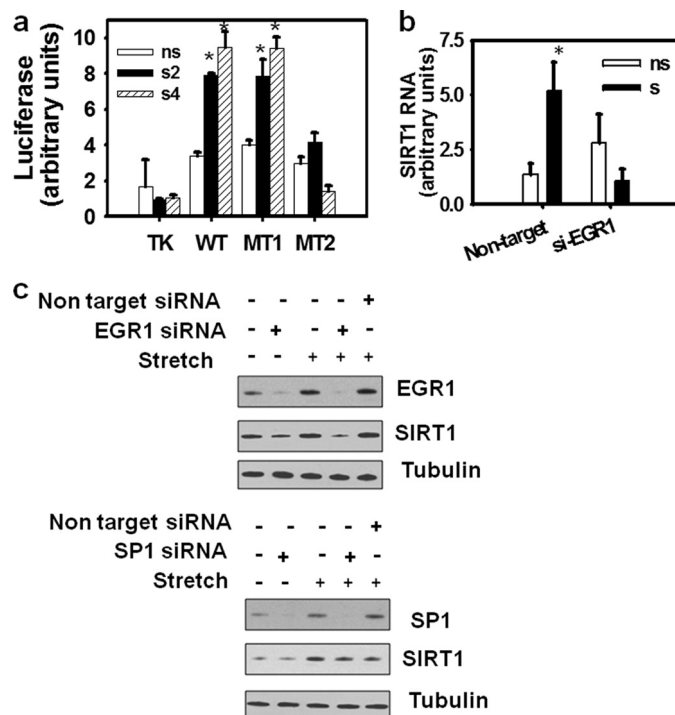 a
Luciferase
(arbitrary units)
10
8
6
4
2
0
ns
s2
s4
* * * *
TK WT MT1 MT2
b
SIRT1 RNA
(arbitrary units)
7.5
5.0
2.5
0.0
*
ns
s
Non-target si-EGR1
c
Non target siRNA - - - - +
EGR1 siRNA - + - + -
Stretch - - + + +
EGR1
SIRT1
Tubulin
Non target siRNA - - - - +
SP1 siRNA - + - + -
Stretch - - + + +
SP1
SIRT1
Tubulin